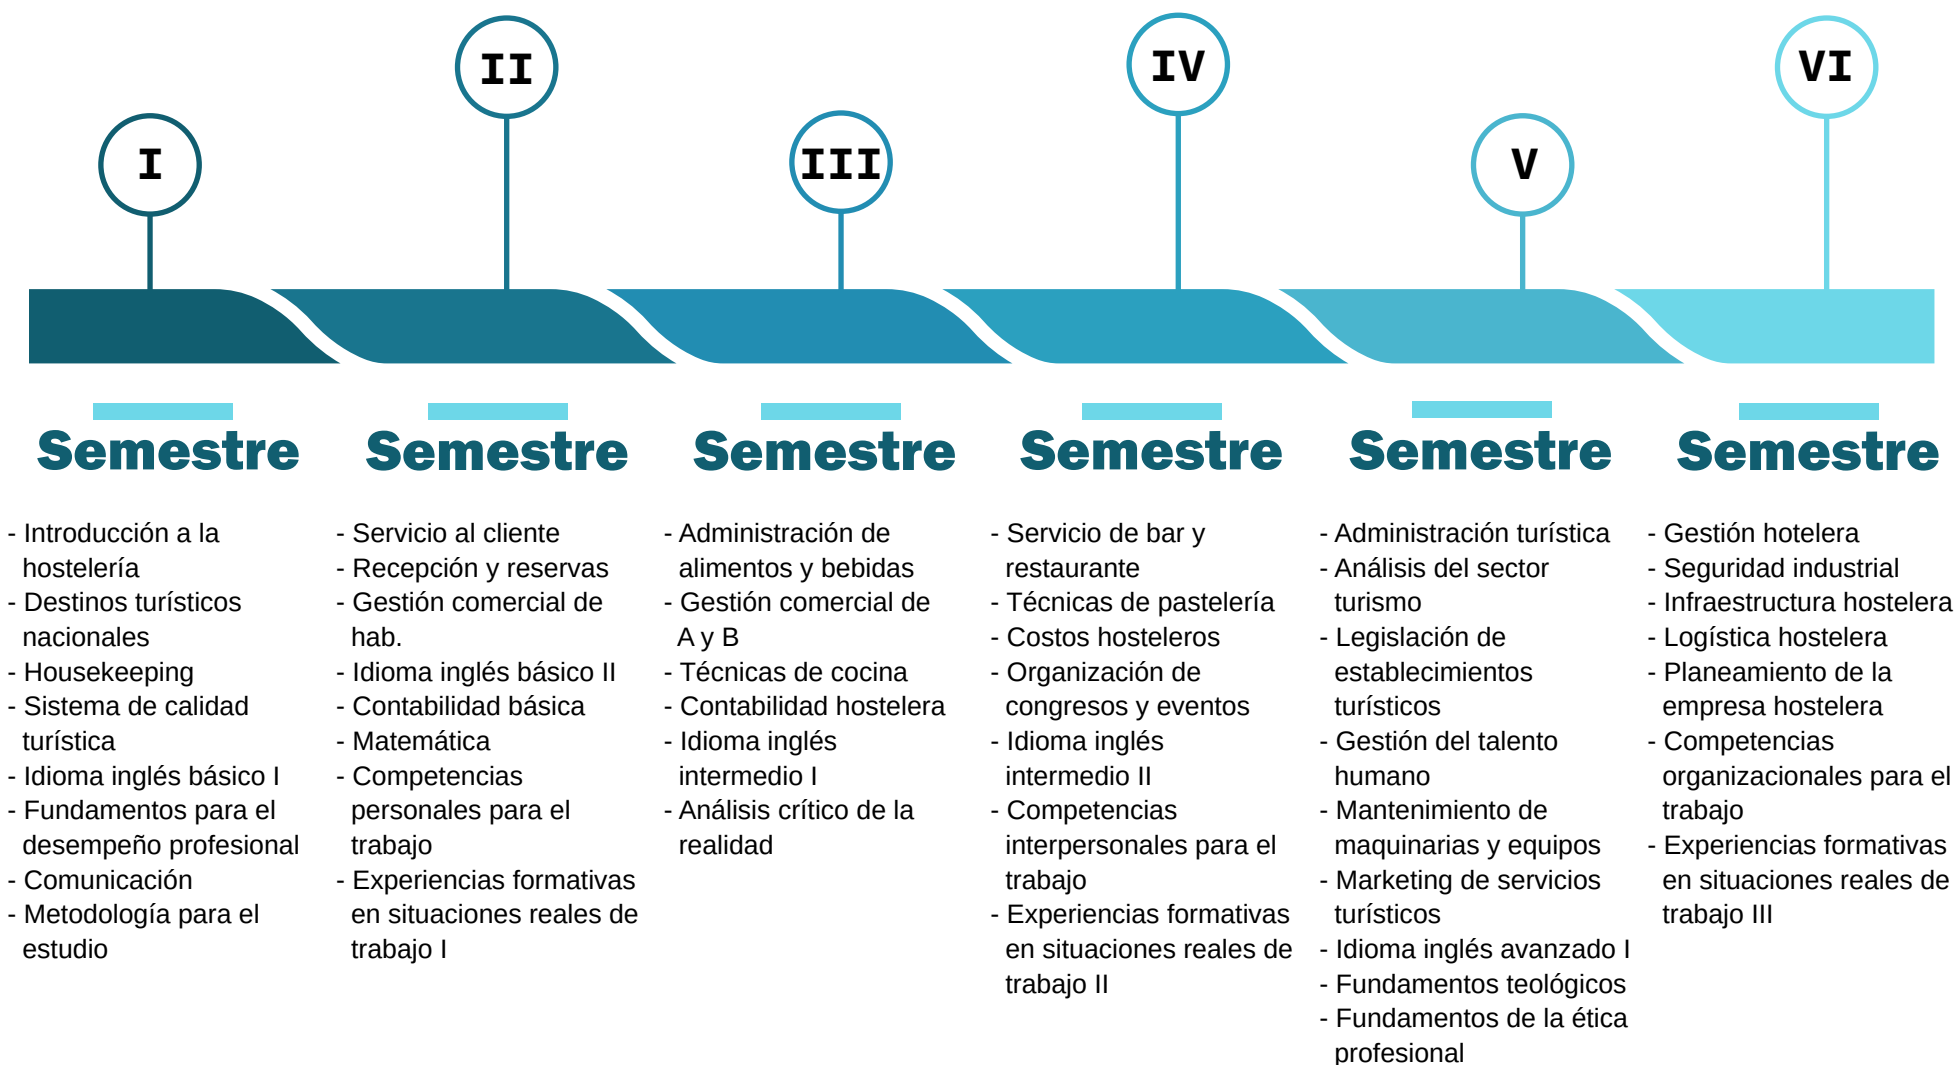 I
II
III
IV
V
VI
Semestre
- Introducción a la
hostelería
- Destinos turísticos
nacionales
- Housekeeping
- Sistema de calidad
turística
- Idioma inglés básico I
- Fundamentos para el
desempeño profesional
- Comunicación
- Metodología para el
estudio
Semestre
- Servicio al cliente
- Recepción y reservas
- Gestión comercial de
hab.
- Idioma inglés básico II
- Contabilidad básica
- Matemática
- Competencias
personales para el
trabajo
- Experiencias formativas
en situaciones reales de
trabajo I
Semestre
- Administración de
alimentos y bebidas
- Gestión comercial de
A y B
- Técnicas de cocina
- Contabilidad hostelera
- Idioma inglés
intermedio I
- Análisis crítico de la
realidad
Semestre
- Servicio de bar y
restaurante
- Técnicas de pastelería
- Costos hosteleros
- Organización de
congresos y eventos
- Idioma inglés
intermedio II
- Competencias
interpersonales para el
trabajo
- Experiencias formativas
en situaciones reales de
trabajo II
Semestre
- Administración turística
- Análisis del sector
turismo
- Legislación de
establecimientos
turísticos
- Gestión del talento
humano
- Mantenimiento de
maquinarias y equipos
- Marketing de servicios
turísticos
- Idioma inglés avanzado I
- Fundamentos teológicos
- Fundamentos de la ética
profesional
Semestre
- Gestión hotelera
- Seguridad industrial
- Infraestructura hostelera
- Logística hostelera
- Planeamiento de la
empresa hostelera
- Competencias
organizacionales para el
trabajo
- Experiencias formativas
en situaciones reales de
trabajo III